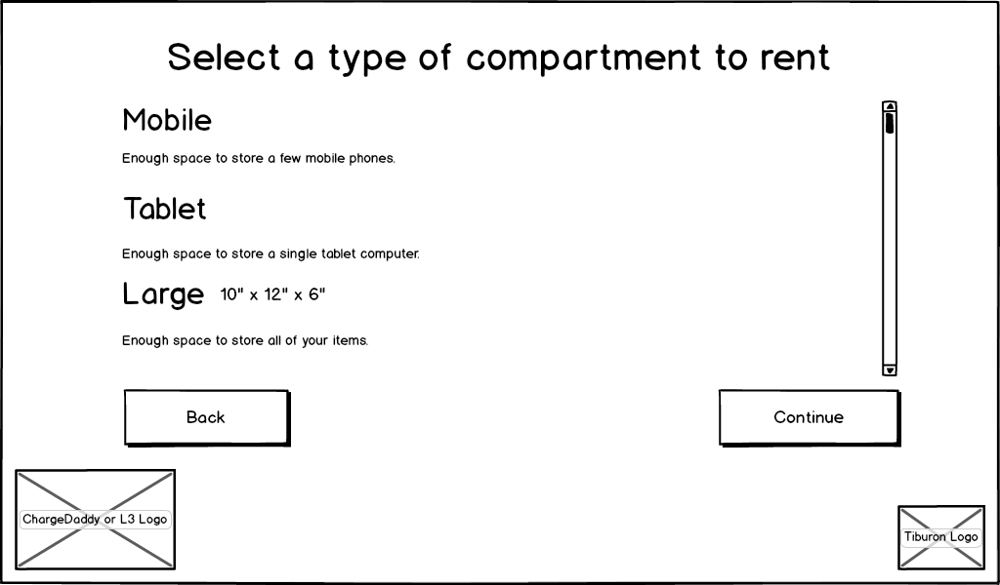 Select a type of compartment to rent
Mobile
Enough space to store a few mobile phones.
Tablet
Enough space to store a single tablet computer.
Large 10" x 12" x 6"
Enough space to store all of your items.
Back
Continue
ChargeDaddy or L3 Logo
Tiburon Logo